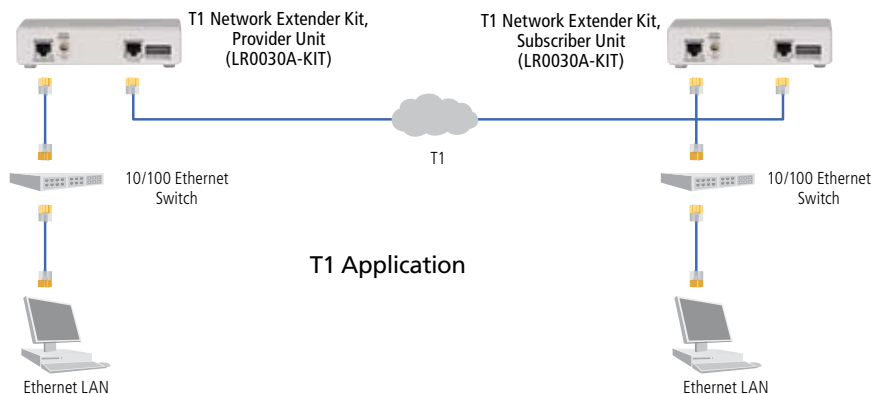 T1 Network Extender Kit,
Provider Unit
(LR0030A-KIT)
T1 Network Extender Kit,
Subscriber Unit
(LR0030A-KIT)
T1
10/100 Ethernet
Switch
10/100 Ethernet
Switch
T1 Application
Ethernet LAN
Ethernet LAN